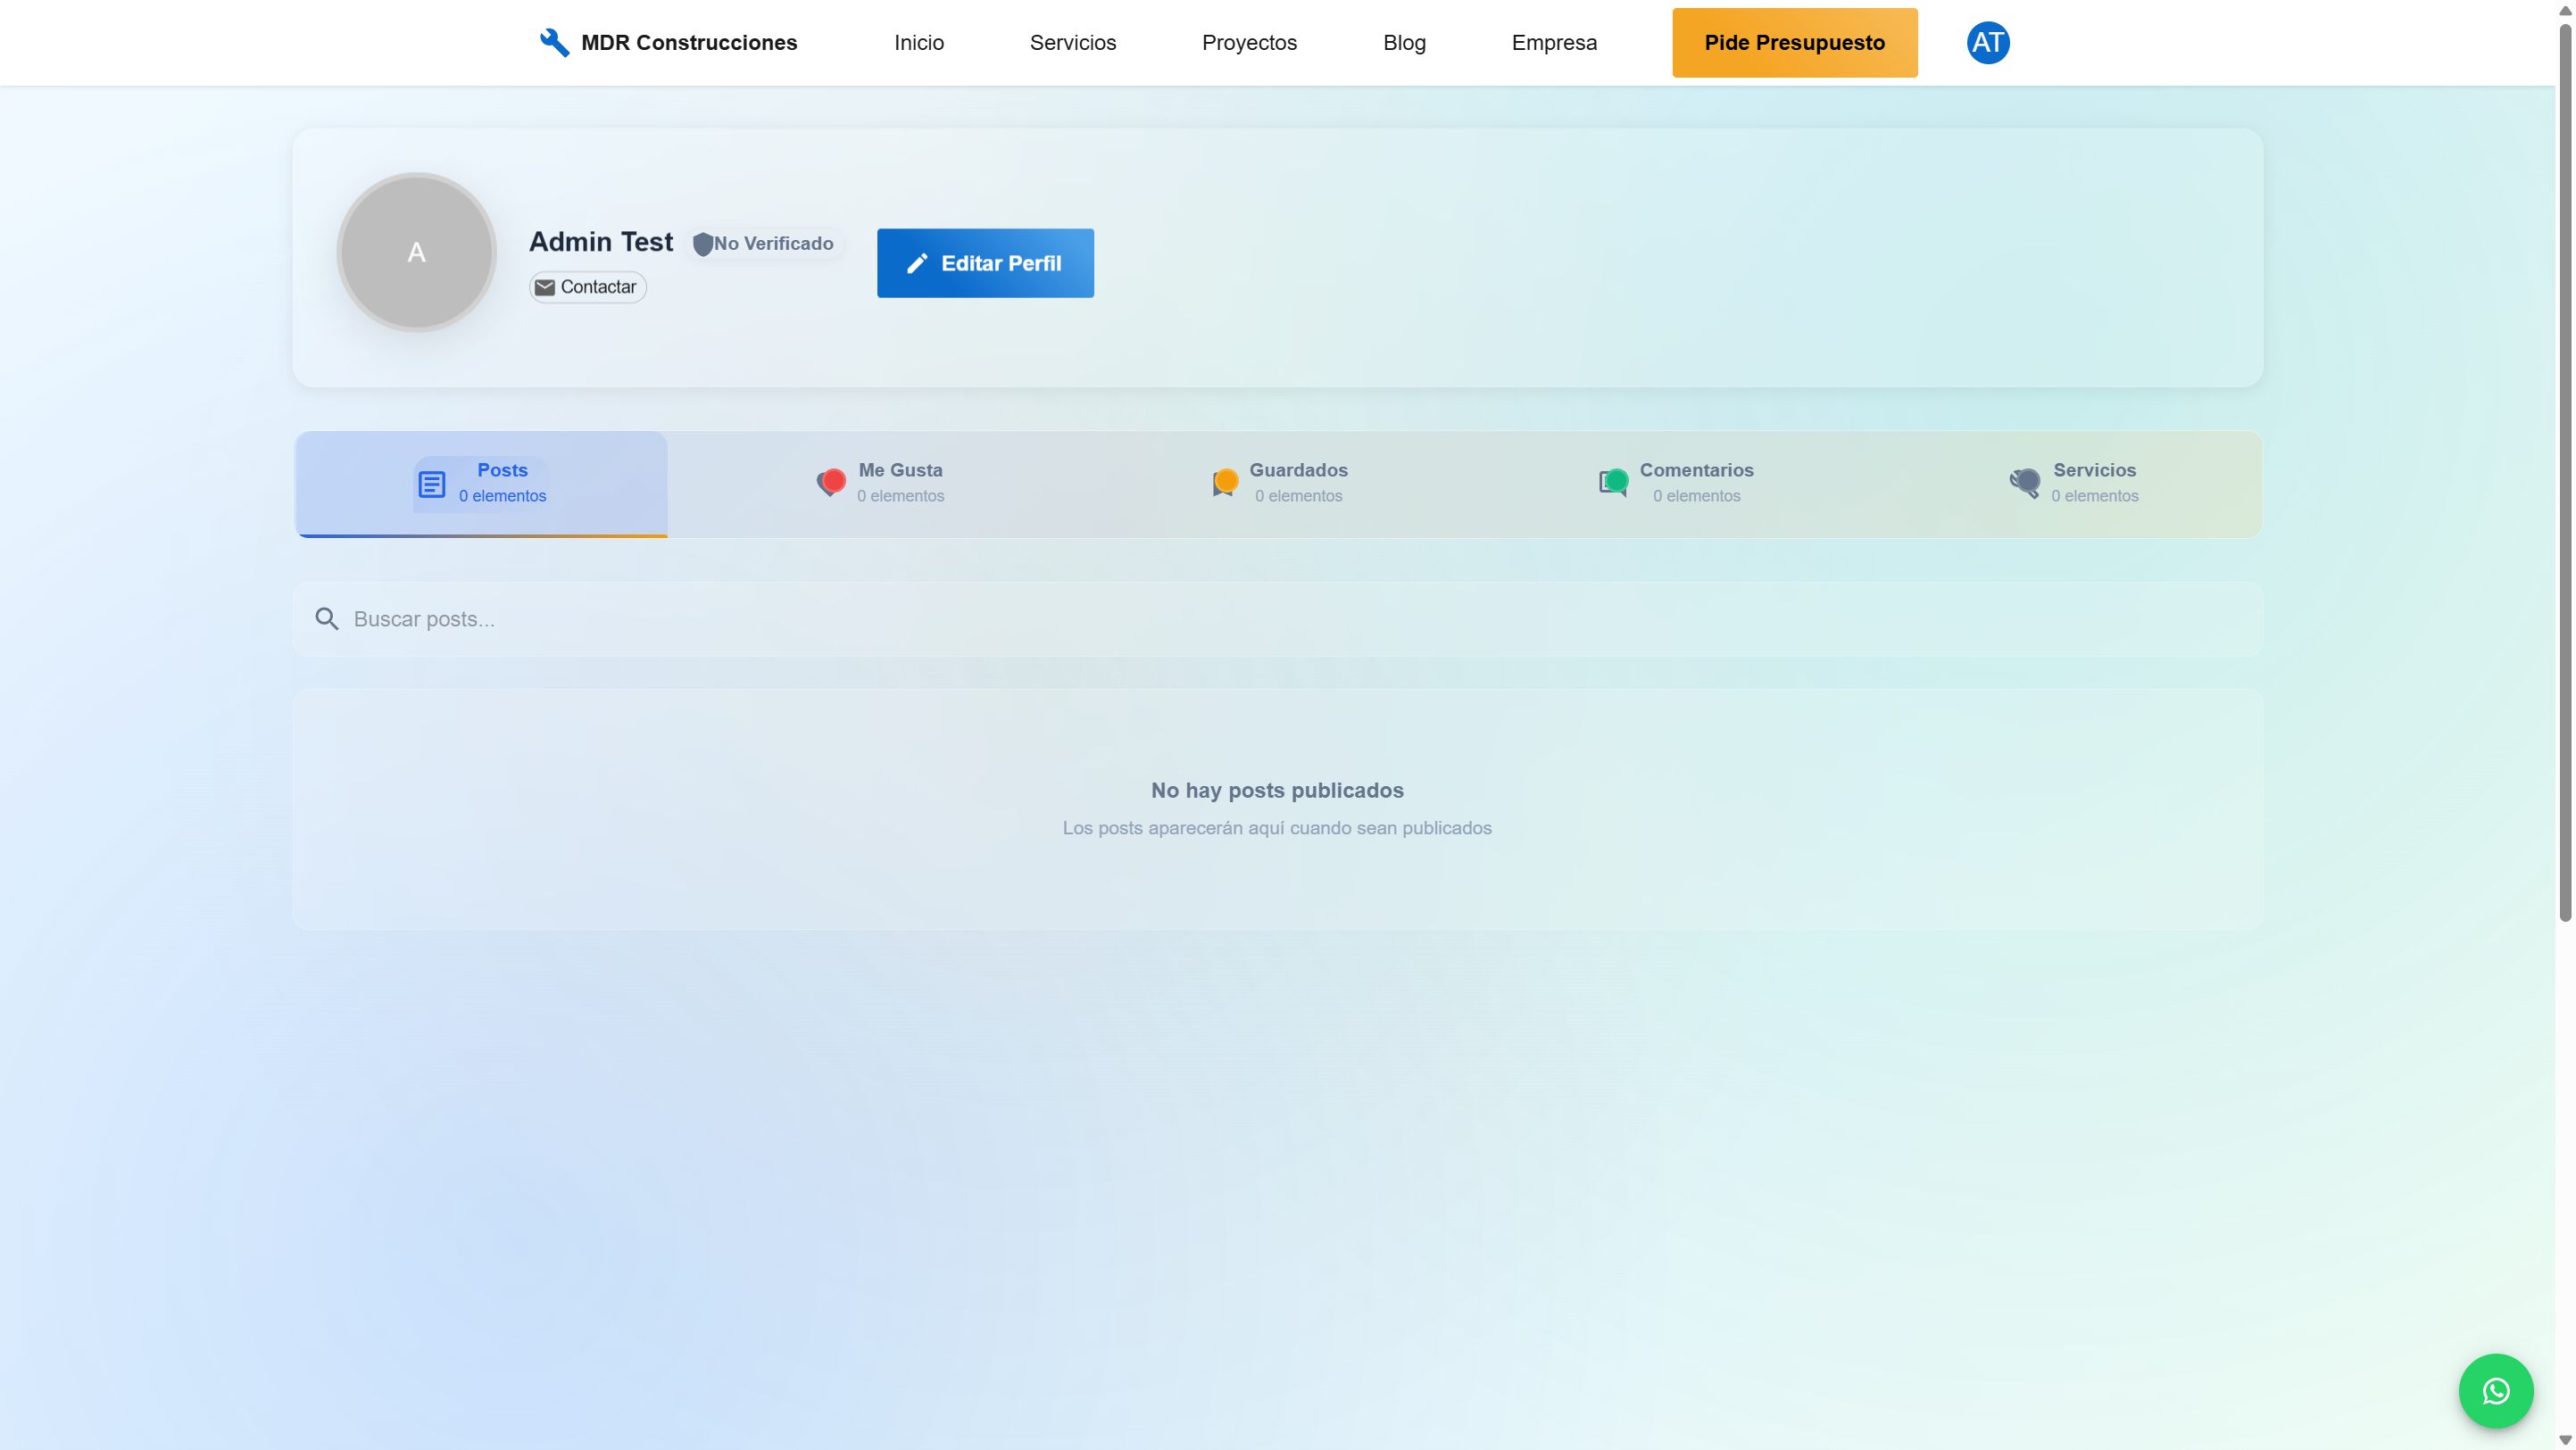 MDR Construcciones
Inicio
Servicios
Proyectos
Blog
Empresa
Pide Presupuesto
AT
A
Admin Test
No Verificado
Contactar
Editar Perfil
Posts
0 elementos
Me Gusta
0 elementos
Guardados
0 elementos
Comentarios
0 elementos
Servicios
0 elementos
Buscar posts...
No hay posts publicados
Los posts aparecerán aquí cuando sean publicados